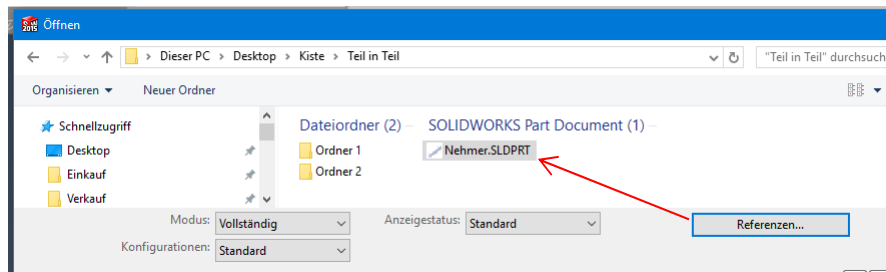 Öffnen
Dieser PC > Desktop > Kiste > Teil in Teil
"Teil in Teil" durchsuch
Organisieren Neuer Ordner
Schnellzugriff
Desktop
Einkauf
Verkauf
Dateiordner (2)
Ordner 1
Ordner 2
SOLIDWORKS Part Document (1)
Nehmer.SLDPRT
Modus: Vollständig Anzeigestatus: Standard Referenzen...
Konfigurationen: Standard